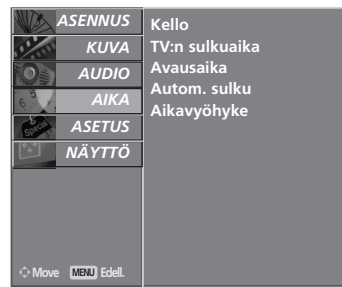 ASENNUS
KUVA
AUDIO
AIKA
ASETUS
NÄYTTÖ
Kello
TV:n sulkuaika
Avausaika
Autom. sulku
Aikavyöhyke
Move MENU Edell.